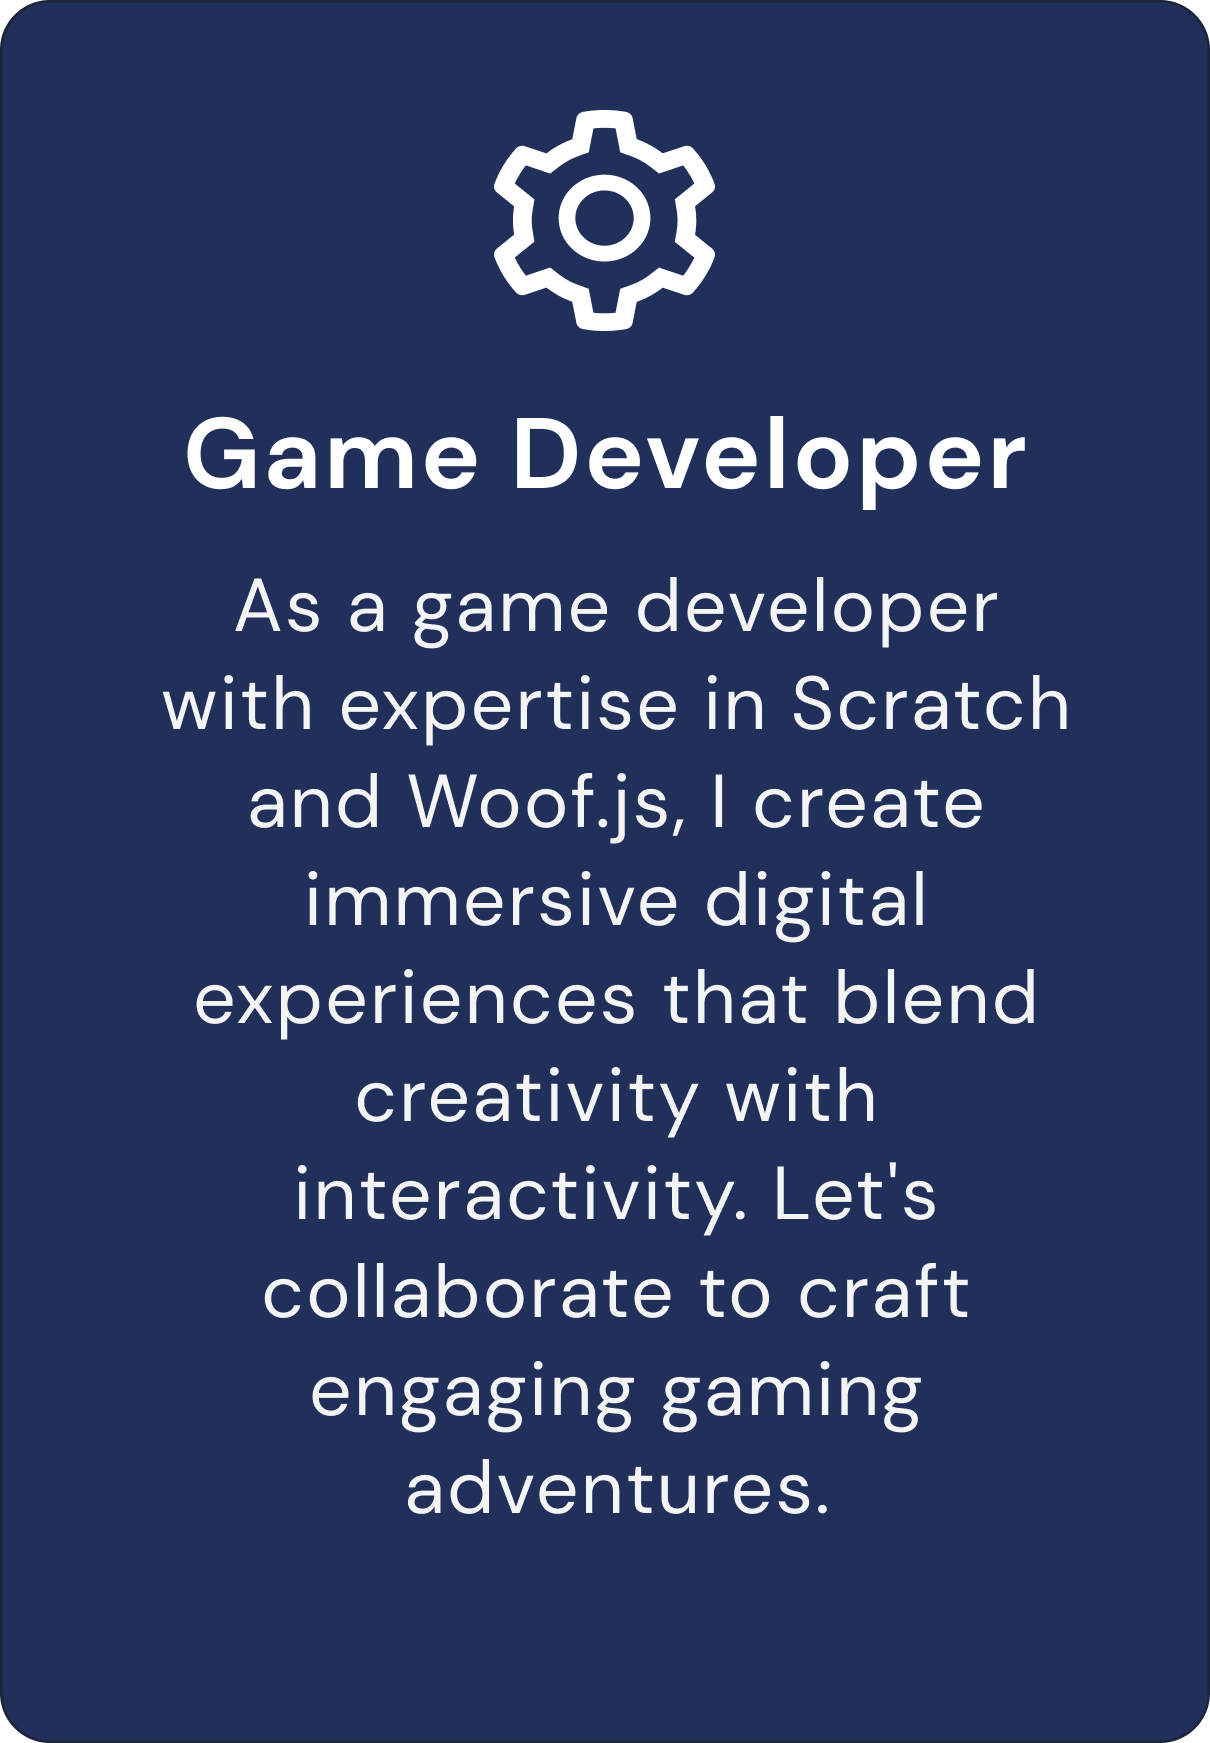 Game Developer
As a game developer
with expertise in Scratch
and Woof.js, I create
immersive digital
experiences that blend
creativity with
interactivity. Let's
collaborate to craft
engaging gaming
adventures.